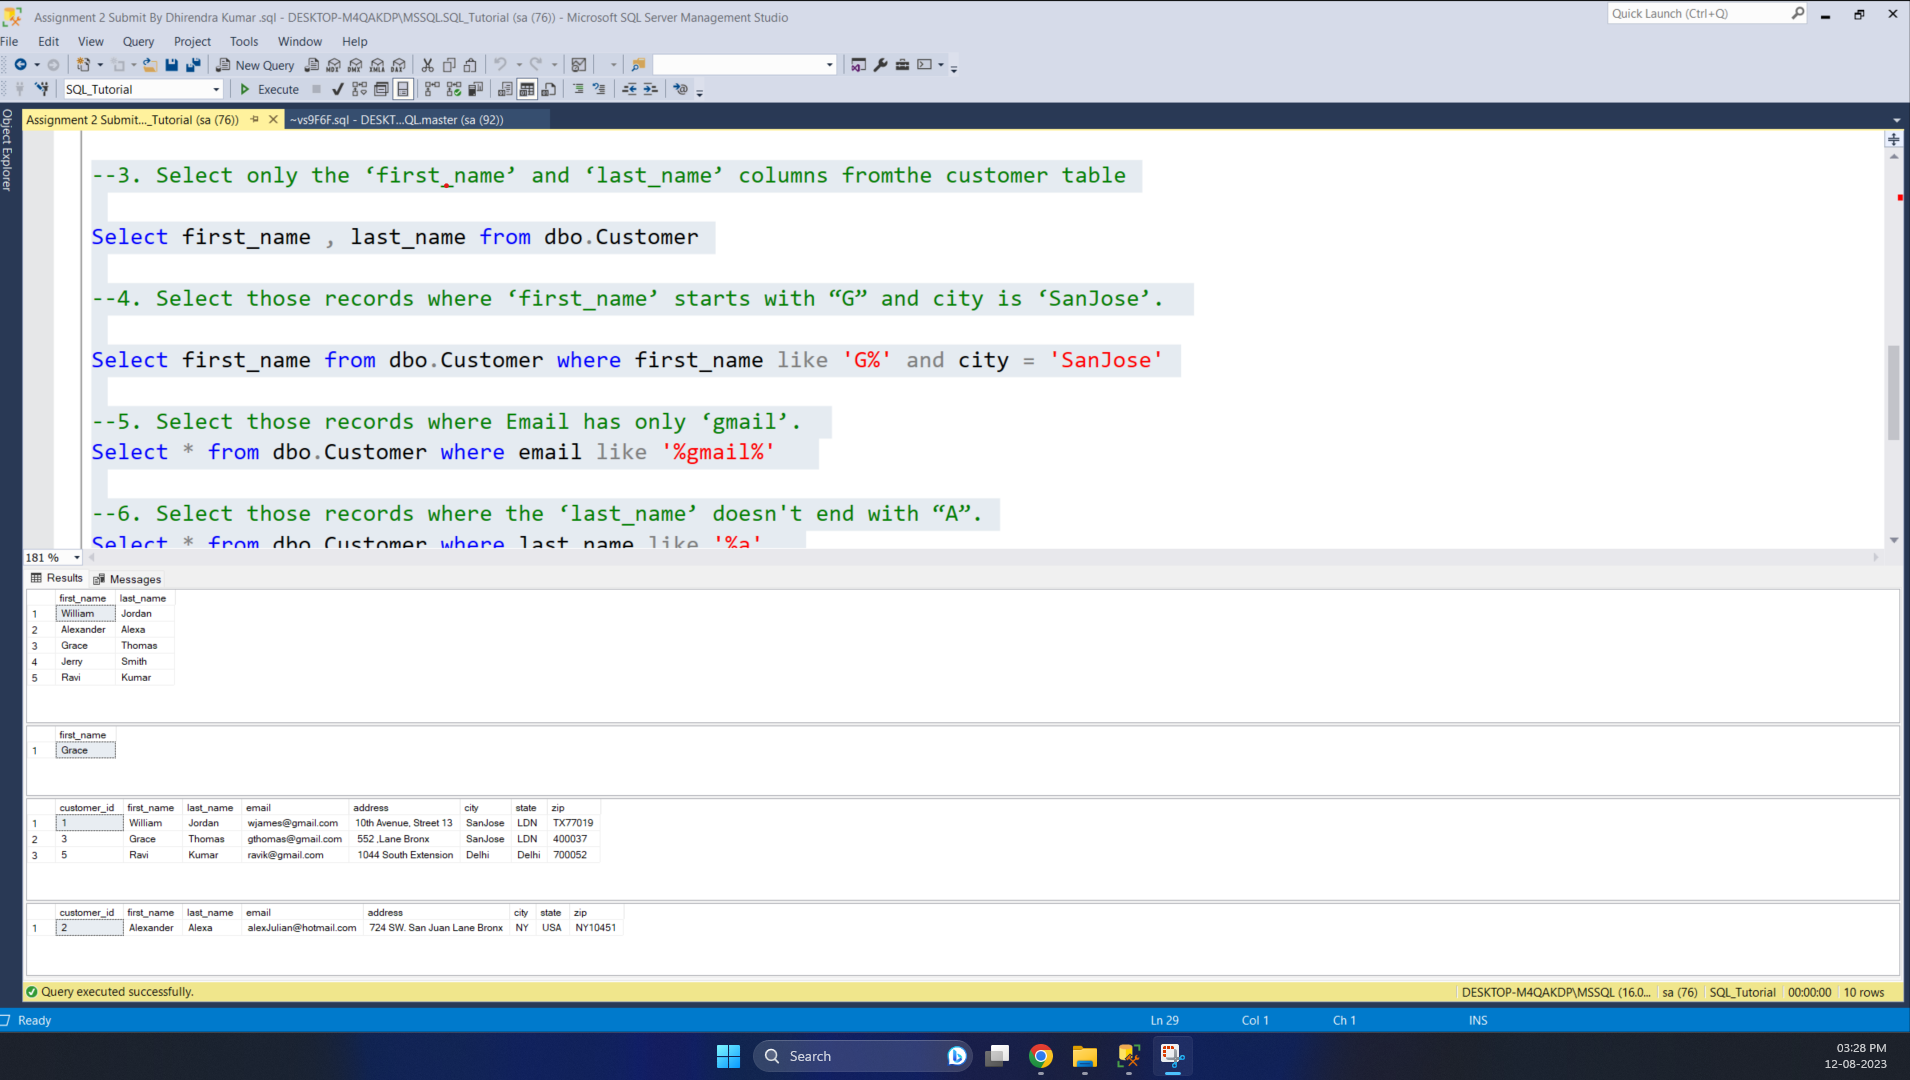 Assignment 2 Submit By Dhirendra Kumar .sql - DESKTOP-M4QAKDP\MSSQL.SQL_Tutorial (sa (76)) - Microsoft SQL Server Management Studio
Quick Launch (Ctrl+Q)
File Edit View Query Project Tools Window Help
New Query
SQL_Tutorial
Execute
Object Explorer
Assignment 2 Submit..._Tutorial (sa (76))
~vs9F6F.sql - DESKT...QL.master (sa (92))
--3. Select only the ‘first_name’ and ‘last_name’ columns fromthe customer table
Select first_name , last_name from dbo.Customer
--4. Select those records where ‘first_name’ starts with “G” and city is ‘SanJose’.
Select first_name from dbo.Customer where first_name like 'G%' and city = 'SanJose'
--5. Select those records where Email has only ‘gmail’.
Select * from dbo.Customer where email like '%gmail%'
--6. Select those records where the ‘last_name’ doesn't end with “A”.
Select * from dbo.Customer where last_name like '%a'
181 %
Results Messages
first_name last_name
1 William Jordan
2 Alexander Alexa
3 Grace Thomas
4 Jerry Smith
5 Ravi Kumar
first_name
1 Grace
customer_id first_name last_name email address city state zip
1 1 William Jordan wjames@gmail.com 10th Avenue, Street 13 SanJose LDN TX77019
2 3 Grace Thomas gthomas@gmail.com 552 ,Lane Bronx SanJose LDN 400037
3 5 Ravi Kumar ravik@gmail.com 1044 South Extension Delhi Delhi 700052
customer_id first_name last_name email address city state zip
1 2 Alexander Alexa alexJulian@hotmail.com 724 SW. San Juan Lane Bronx NY USA NY10451
Query executed successfully.
DESKTOP-M4QAKDP\MSSQL (16.0... sa (76) SQL_Tutorial 00:00:00 10 rows
Ready
Ln 29 Col 1 Ch 1 INS
Search
03:28 PM
12-08-2023